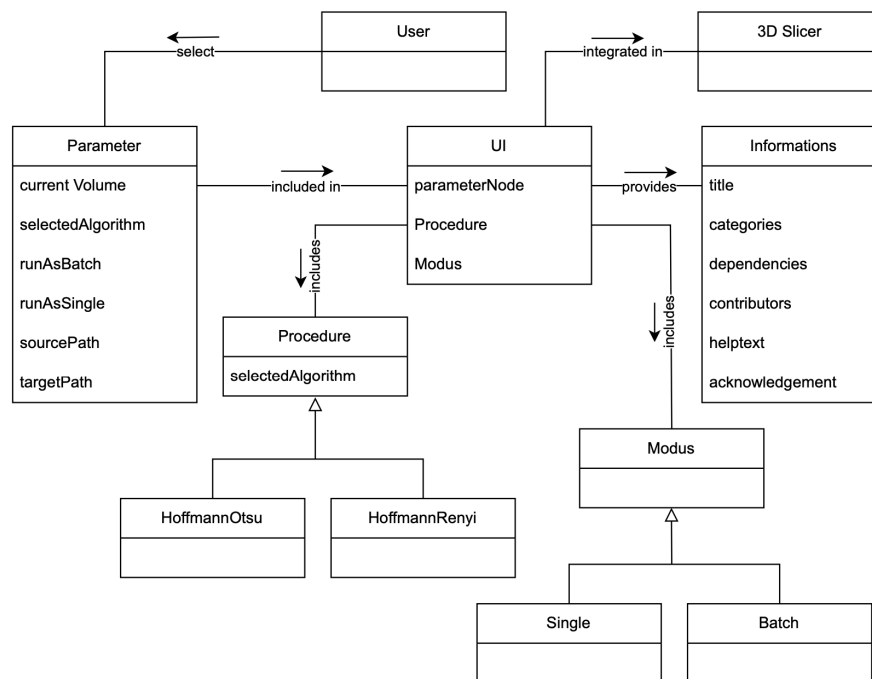 User
3D Slicer
select
integrated in
Parameter
current Volume
selectedAlgorithm
runAsBatch
runAsSingle
sourcePath
targetPath
included in
UI
parameterNode
Procedure
Modus
provides
Informations
title
categories
dependencies
contributors
helptext
acknowledgement
includes
includes
Procedure
selectedAlgorithm
Modus
HoffmannOtsu
HoffmannRenyi
Single
Batch